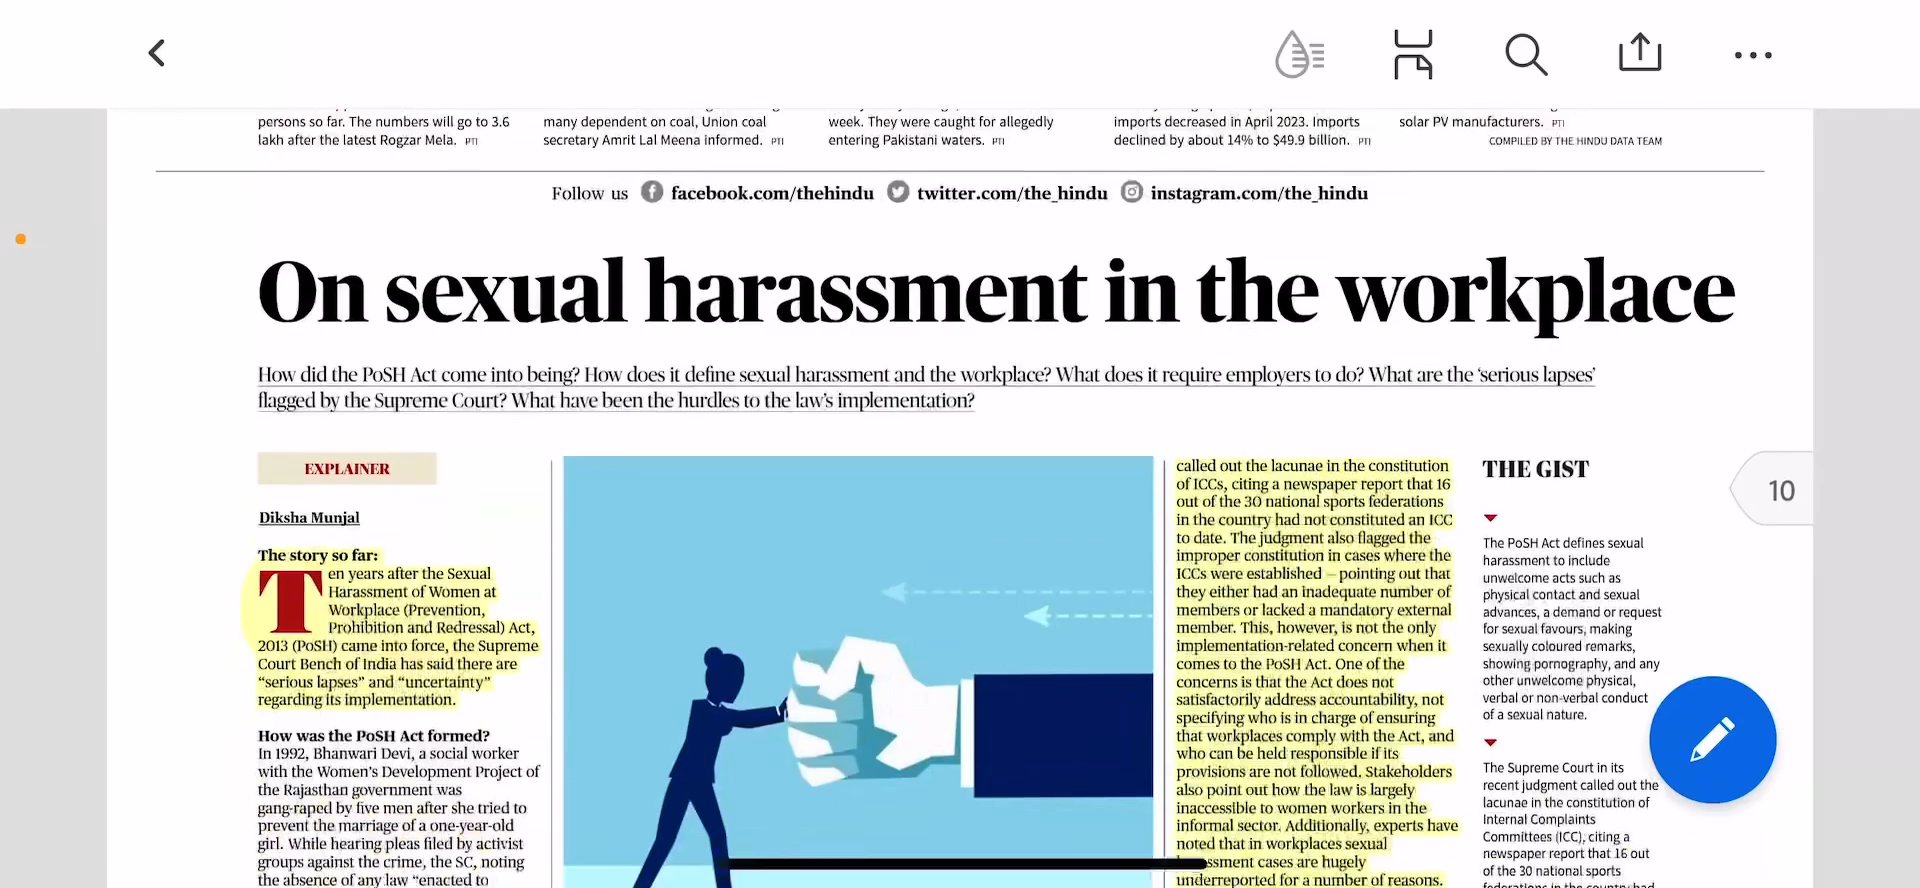 persons so far. The numbers will go to 3.6
lakh after the latest Rogzar Mela. PTI
many dependent on coal, Union coal
secretary Amrit Lal Meena informed. PTI
week. They were caught for allegedly
entering Pakistani waters. PTI
imports decreased in April 2023. Imports
declined by about 14% to $49.9 billion. PTI
solar PV manufacturers. PTI
COMPILED BY THE HINDU DATA TEAM
Follow us facebook.com/thehindu twitter.com/the_hindu instagram.com/the_hindu
On sexual harassment in the workplace
How did the PoSH Act come into being? How does it define sexual harassment and the workplace? What does it require employers to do? What are the ‘serious lapses’
flagged by the Supreme Court? What have been the hurdles to the law’s implementation?
EXPLAINER
Diksha Munjal
The story so far:
Ten years after the Sexual
Harassment of Women at
Workplace (Prevention,
Prohibition and Redressal) Act,
2013 (PoSH) came into force, the Supreme
Court Bench of India has said there are
“serious lapses” and “uncertainty”
regarding its implementation.
How was the PoSH Act formed?
In 1992, Bhanwari Devi, a social worker
with the Women’s Development Project of
the Rajasthan government was
gang-raped by five men after she tried to
prevent the marriage of a one-year-old
girl. While hearing pleas filed by activist
groups against the crime, the SC, noting
the absence of any law “enacted to
called out the lacunae in the constitution
of ICCs, citing a newspaper report that 16
out of the 30 national sports federations
in the country had not constituted an ICC
to date. The judgment also flagged the
improper constitution in cases where the
ICCs were established – pointing out that
they either had an inadequate number of
members or lacked a mandatory external
member. This, however, is not the only
implementation-related concern when it
comes to the PoSH Act. One of the
concerns is that the Act does not
satisfactorily address accountability, not
specifying who is in charge of ensuring
that workplaces comply with the Act, and
who can be held responsible if its
provisions are not followed. Stakeholders
also point out how the law is largely
inaccessible to women workers in the
informal sector. Additionally, experts have
noted that in workplaces sexual
cases are hugely
underreported for a number of reasons.
THE GIST
The PoSH Act defines sexual
harassment to include
unwelcome acts such as
physical contact and sexual
advances, a demand or request
for sexual favours, making
sexually coloured remarks,
showing pornography, and any
other unwelcome physical,
verbal or non-verbal conduct
of a sexual nature.
The Supreme Court in its
recent judgment called out the
lacunae in the constitution of
Internal Complaints
Committees (ICC), citing a
newspaper report that 16 out
of the 30 national sports
10